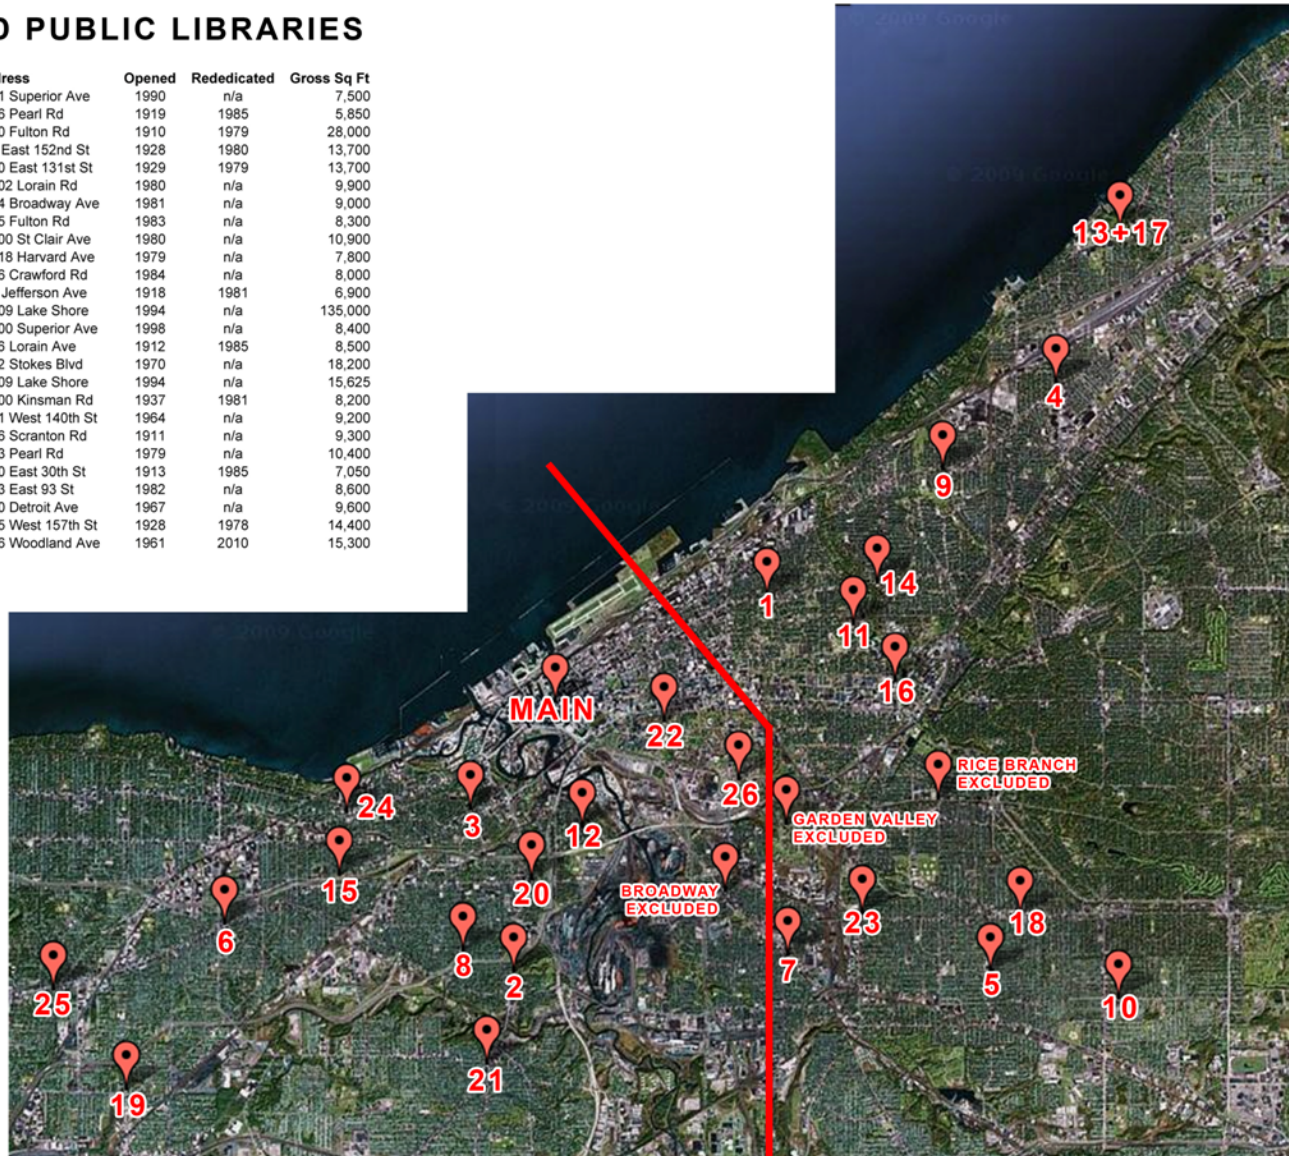 D PUBLIC LIBRARIES
dress Opened Rededicated Gross Sq Ft
1 Superior Ave 1990 n/a 7,500
6 Pearl Rd 1919 1985 5,850
0 Fulton Rd 1910 1979 28,000
East 152nd St 1928 1980 13,700
0 East 131st St 1929 1979 13,700
02 Lorain Rd 1980 n/a 9,900
4 Broadway Ave 1981 n/a 9,000
5 Fulton Rd 1983 n/a 8,300
00 St Clair Ave 1980 n/a 10,900
18 Harvard Ave 1979 n/a 7,800
6 Crawford Rd 1984 n/a 8,000
Jefferson Ave 1918 1981 6,900
09 Lake Shore 1994 n/a 135,000
00 Superior Ave 1998 n/a 8,400
6 Lorain Ave 1912 1985 8,500
2 Stokes Blvd 1970 n/a 18,200
09 Lake Shore 1994 n/a 15,625
00 Kinsman Rd 1937 1981 8,200
1 West 140th St 1964 n/a 9,200
6 Scranton Rd 1911 n/a 9,300
3 Pearl Rd 1979 n/a 10,400
0 East 30th St 1913 1985 7,050
3 East 93 St 1982 n/a 8,600
0 Detroit Ave 1967 n/a 9,600
5 West 157th St 1928 1978 14,400
6 Woodland Ave 1961 2010 15,300
© 2009 Google
© 2009 Google
13+17
4
9
© 2009 Google
14
1
11
© 2009 Google
16
MAIN
22
RICE BRANCH
EXCLUDED
26
24
3
12
GARDEN VALLEY
EXCLUDED
15
20
BROADWAY
EXCLUDED
23
18
6
8
2
7
5
10
25
21
19